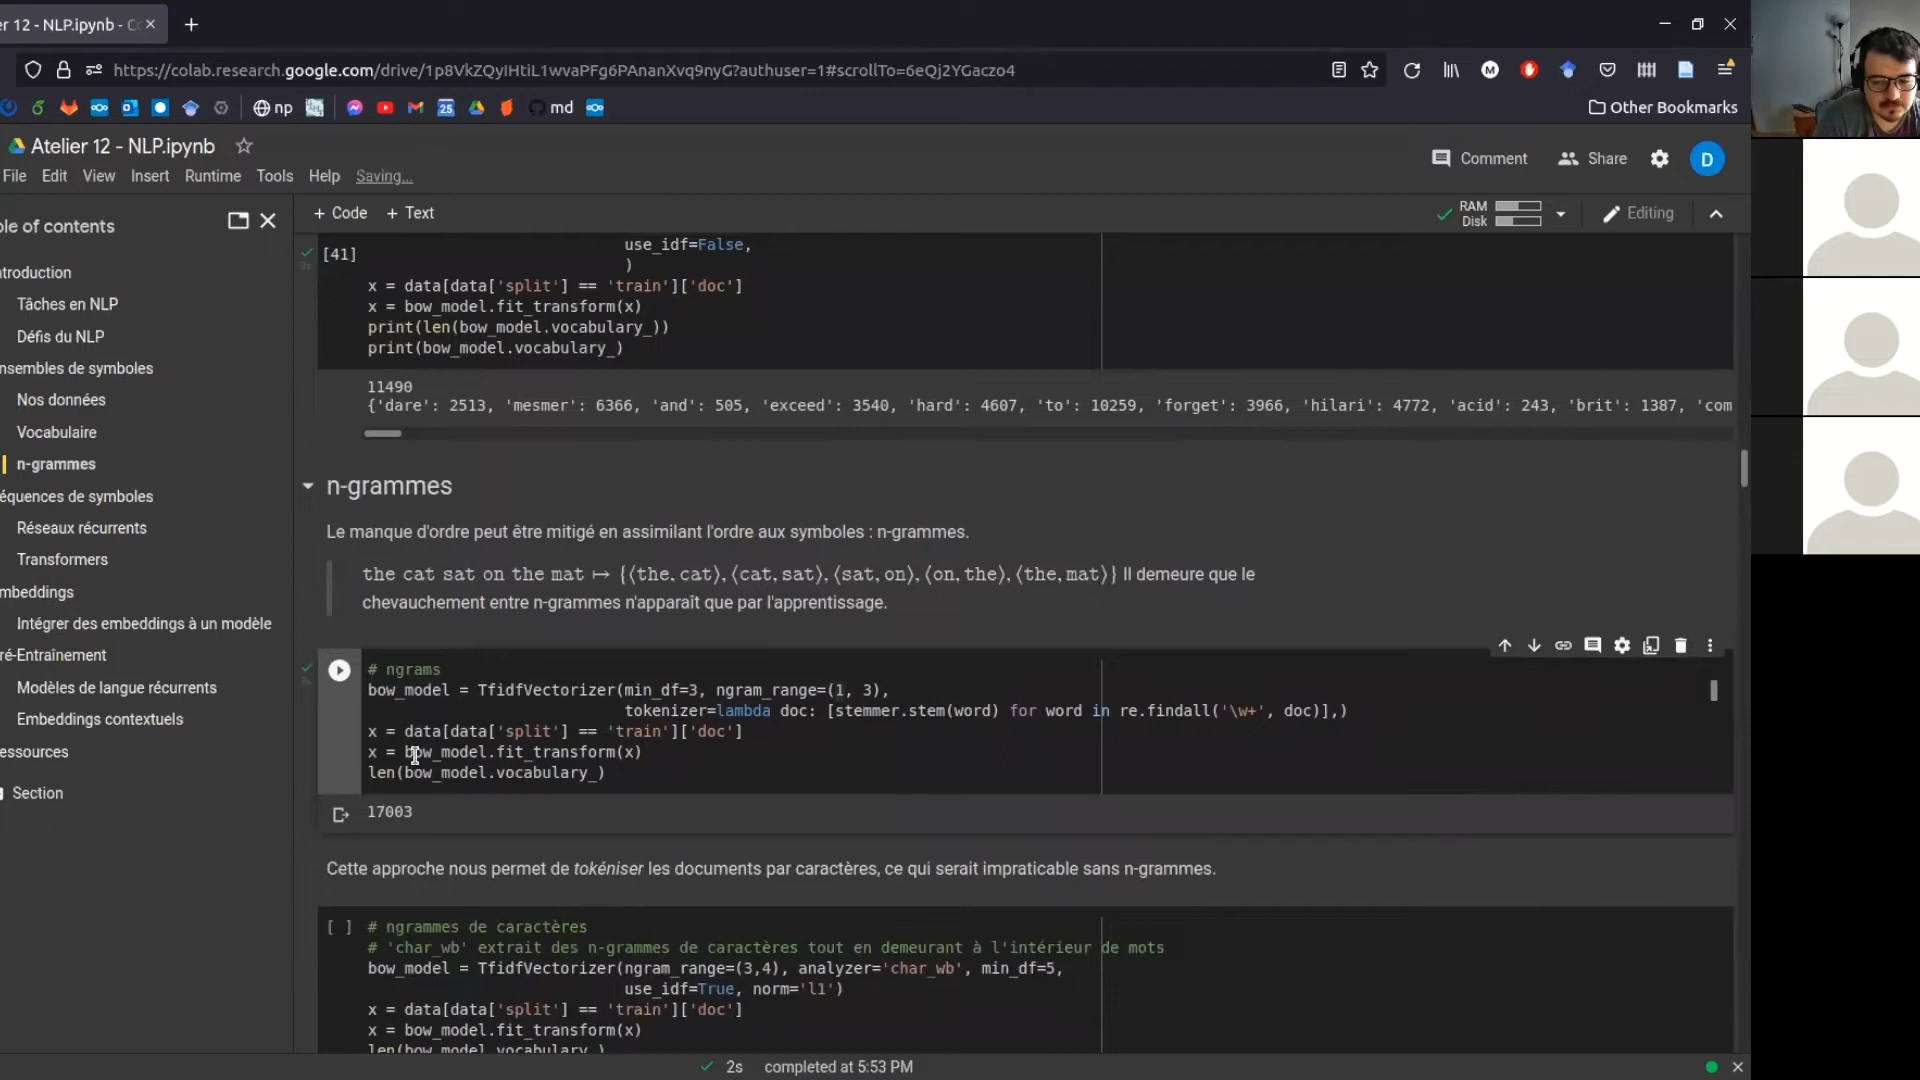 er 12 - NLP.ipynb - Co
https://colab.research.google.com/drive/1p8VkZQyIHtiL1wvaPFg6PAnanXvq9nyG?authuser=1#scrollTo=6eQj2YGaczo4
np
25
md
Other Bookmarks
Atelier 12 - NLP.ipynb
Comment
Share
D
File Edit View Insert Runtime Tools Help Saving...
ble of contents
+ Code + Text
RAM
Disk
Editing
ntroduction
Tâches en NLP
Défis du NLP
nsembles de symboles
Nos données
Vocabulaire
n-grammes
équences de symboles
Réseaux récurrents
Transformers
mbeddings
Intégrer des embeddings à un modèle
ré-Entraînement
Modèles de langue récurrents
Embeddings contextuels
essources
Section
[41]
use_idf=False,
)
x = data[data['split'] == 'train']['doc']
x = bow_model.fit_transform(x)
print(len(bow_model.vocabulary_))
print(bow_model.vocabulary_)
11490
{'dare': 2513, 'mesmer': 6366, 'and': 505, 'exceed': 3540, 'hard': 4607, 'to': 10259, 'forget': 3966, 'hilari': 4772, 'acid': 243, 'brit': 1387, 'com
n-grammes
Le manque d'ordre peut être mitigé en assimilant l'ordre aux symboles : n-grammes.
the cat sat on the mat ↦ {⟨the, cat⟩, ⟨cat, sat⟩, ⟨sat, on⟩, ⟨on, the⟩, ⟨the, mat⟩} Il demeure que le
chevauchement entre n-grammes n'apparaît que par l'apprentissage.
# ngrams
bow_model = TfidfVectorizer(min_df=3, ngram_range=(1, 3),
tokenizer=lambda doc: [stemmer.stem(word) for word in re.findall('\w+', doc)],)
x = data[data['split'] == 'train']['doc']
x = bow_model.fit_transform(x)
len(bow_model.vocabulary_)
17003
Cette approche nous permet de tokéniser les documents par caractères, ce qui serait impraticable sans n-grammes.
[ ]
# ngrammes de caractères
# 'char_wb' extrait des n-grammes de caractères tout en demeurant à l'intérieur de mots
bow_model = TfidfVectorizer(ngram_range=(3,4), analyzer='char_wb', min_df=5,
use_idf=True, norm='l1')
x = data[data['split'] == 'train']['doc']
x = bow_model.fit_transform(x)
len(bow_model.vocabulary_)
2s completed at 5:53 PM